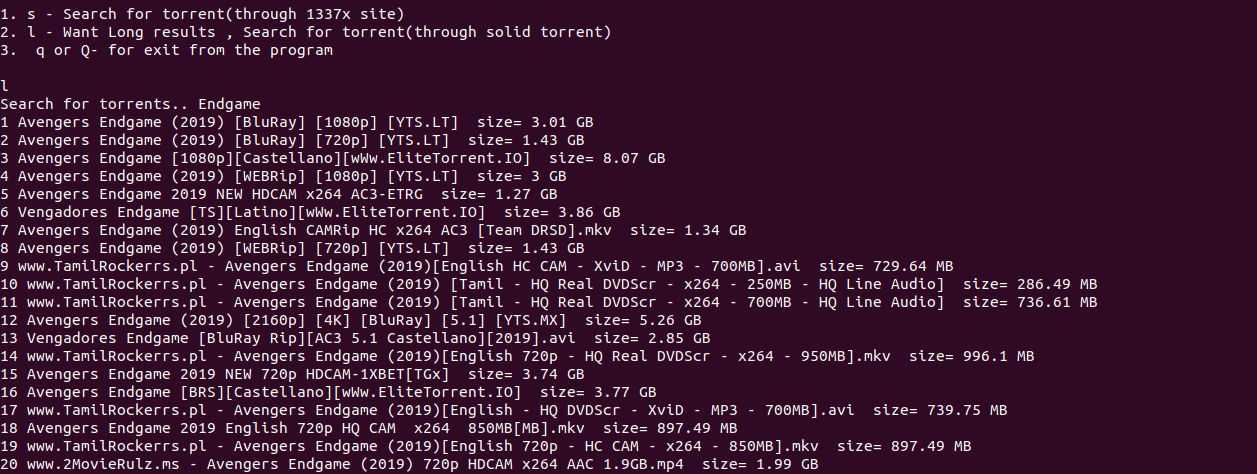 1. s - Search for torrent(through 1337x site)
2. l - Want Long results , Search for torrent(through solid torrent)
3.  q or Q- for exit from the program

l
Search for torrents.. Endgame
1 Avengers Endgame (2019) [BluRay] [1080p] [YTS.LT]  size= 3.01 GB
2 Avengers Endgame (2019) [BluRay] [720p] [YTS.LT]  size= 1.43 GB
3 Avengers Endgame [1080p][Castellano][wWw.EliteTorrent.IO]  size= 8.07 GB
4 Avengers Endgame (2019) [WEBRip] [1080p] [YTS.LT]  size= 3 GB
5 Avengers Endgame 2019 NEW HDCAM x264 AC3-ETRG  size= 1.27 GB
6 Vengadores Endgame [TS][Latino][wWw.EliteTorrent.IO]  size= 3.86 GB
7 Avengers Endgame (2019) English CAMRip HC x264 AC3 [Team DRSD].mkv  size= 1.34 GB
8 Avengers Endgame (2019) [WEBRip] [720p] [YTS.LT]  size= 1.43 GB
9 www.TamilRockerrs.pl - Avengers Endgame (2019)[English HC CAM - XviD - MP3 - 700MB].avi  size= 729.64 MB
10 www.TamilRockerrs.pl - Avengers Endgame (2019) [Tamil - HQ Real DVDScr - x264 - 250MB - HQ Line Audio]  size= 286.49 MB
11 www.TamilRockerrs.pl - Avengers Endgame (2019) [Tamil - HQ Real DVDScr - x264 - 700MB - HQ Line Audio]  size= 736.61 MB
12 Avengers Endgame (2019) [2160p] [4K] [BluRay] [5.1] [YTS.MX]  size= 5.26 GB
13 Vengadores Endgame [BluRay Rip][AC3 5.1 Castellano][2019].avi  size= 2.85 GB
14 www.TamilRockerrs.pl - Avengers Endgame (2019)[English 720p - HQ Real DVDScr - x264 - 950MB].mkv  size= 996.1 MB
15 Avengers Endgame 2019 NEW 720p HDCAM-1XBET[TGx]  size= 3.74 GB
16 Avengers Endgame [BRS][Castellano][wWw.EliteTorrent.IO]  size= 3.77 GB
17 www.TamilRockerrs.pl - Avengers Endgame (2019)[English - HQ DVDScr - XviD - MP3 - 700MB].avi  size= 739.75 MB
18 Avengers Endgame 2019 English 720p HQ CAM  x264  850MB[MB].mkv  size= 897.49 MB
19 www.TamilRockerrs.pl - Avengers Endgame (2019)[English 720p - HC CAM - x264 - 850MB].mkv  size= 897.49 MB
20 www.2MovieRulz.ms - Avengers Endgame (2019) 720p HDCAM x264 AAC 1.9GB.mp4  size= 1.99 GB